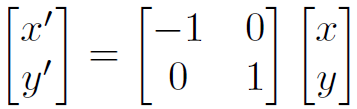 [x′ y′] = [−1 0 0 1] [x y]